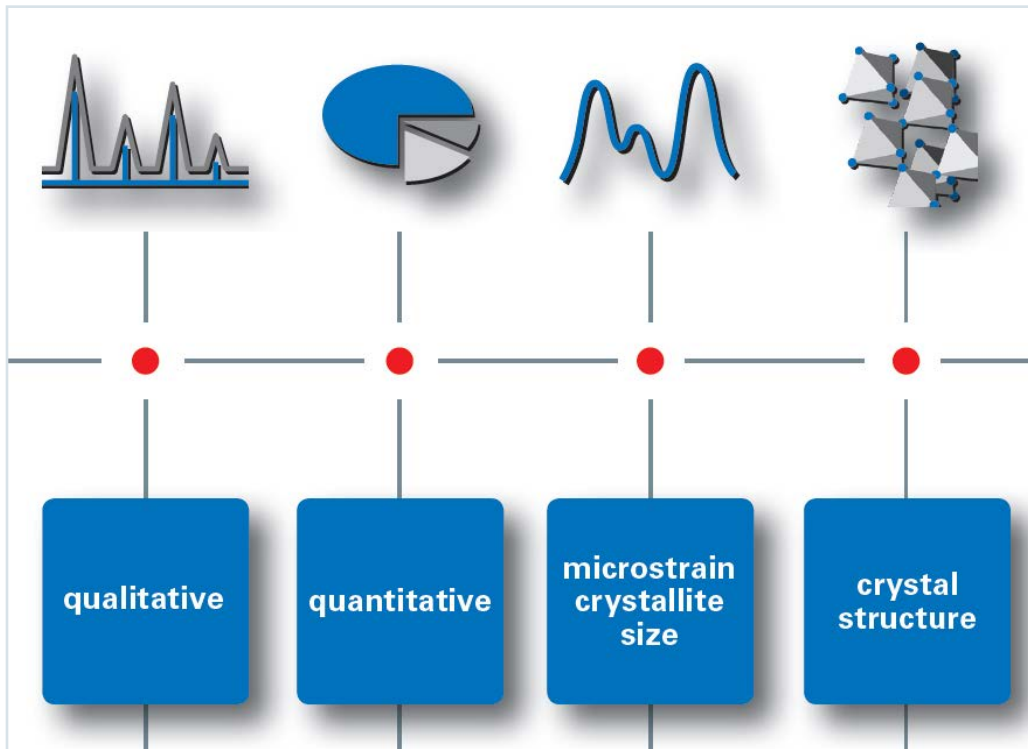 qualitative
quantitative
microstrain
crystallite
size
crystal
structure